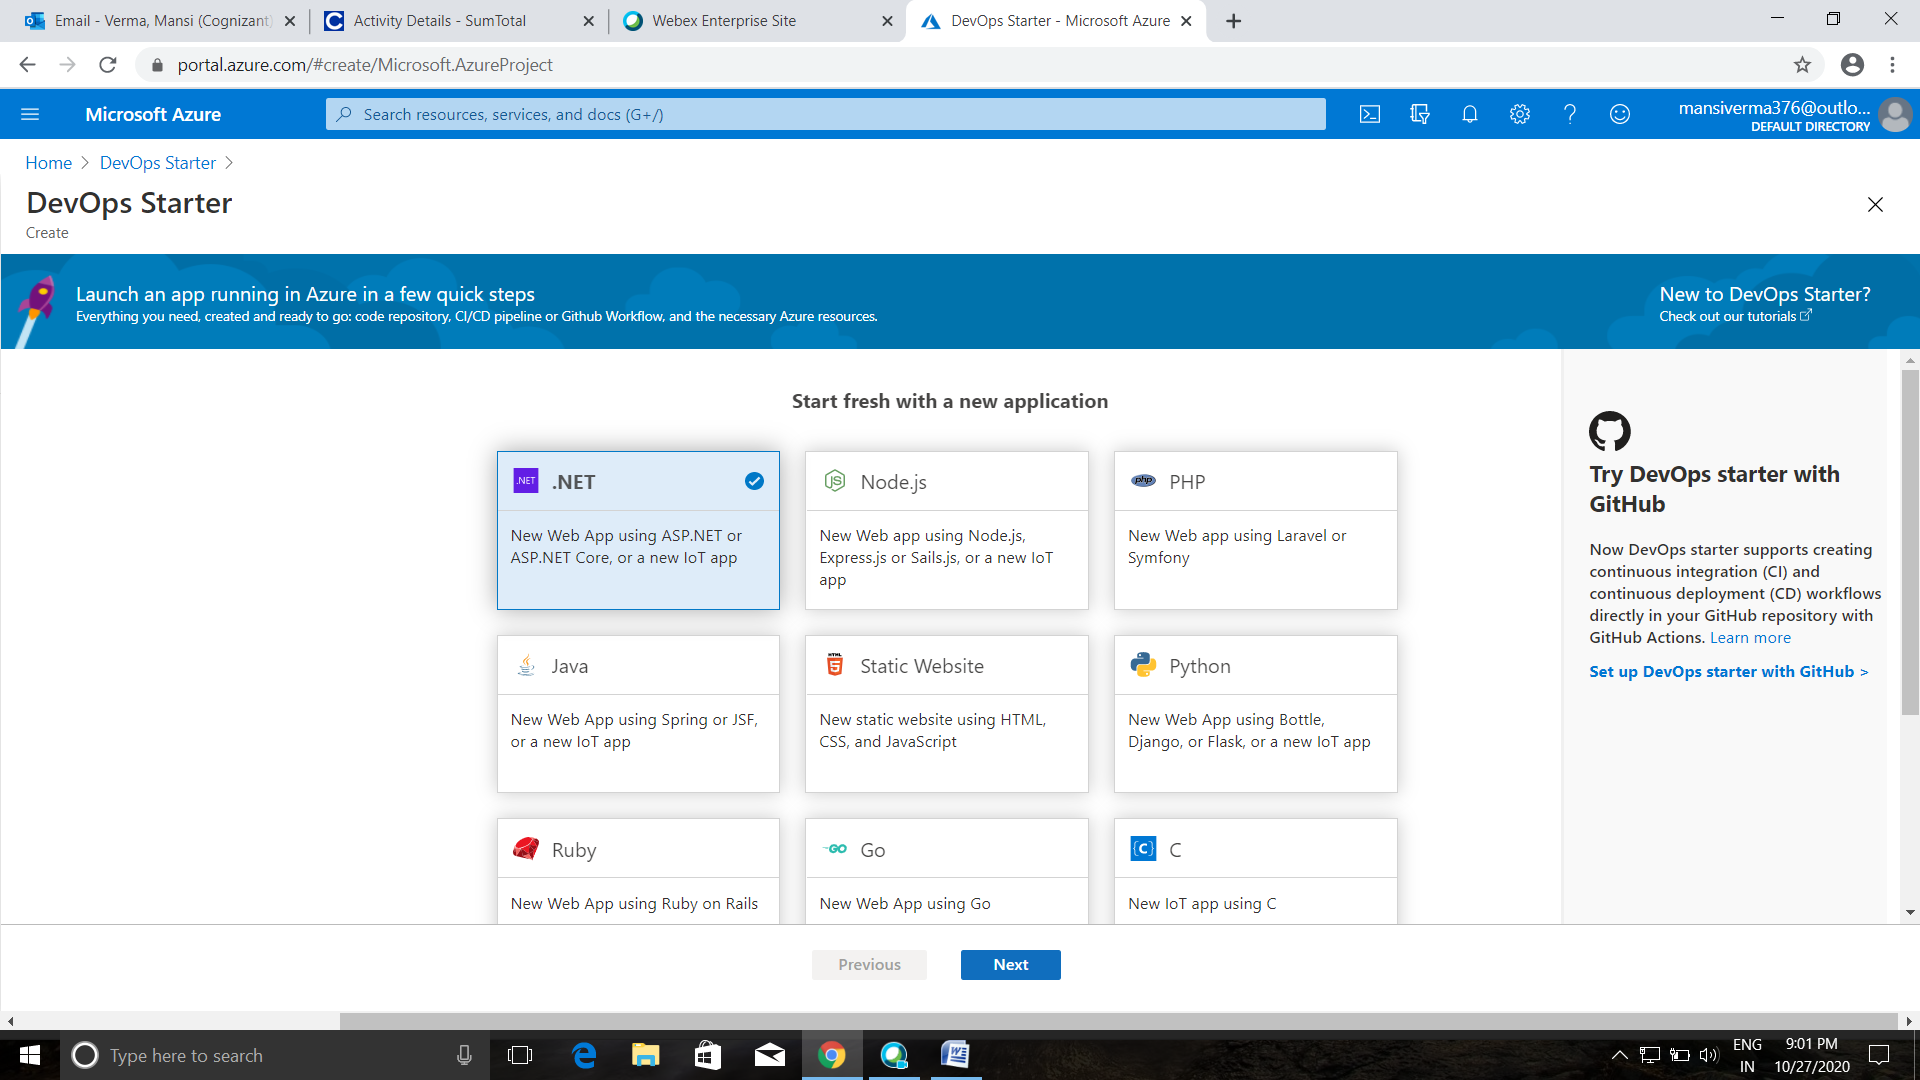 Email - Verma, Mansi (Cognizant)
Activity Details - SumTotal
Webex Enterprise Site
DevOps Starter - Microsoft Azure
portal.azure.com/#create/Microsoft.AzureProject
Microsoft Azure
Search resources, services, and docs (G+/)
mansiverma376@outlo...
DEFAULT DIRECTORY
Home
DevOps Starter
DevOps Starter
Create
Launch an app running in Azure in a few quick steps
Everything you need, created and ready to go: code repository, CI/CD pipeline or Github Workflow, and the necessary Azure resources.
New to DevOps Starter?
Check out our tutorials
Start fresh with a new application
.NET
.NET
New Web App using ASP.NET or
ASP.NET Core, or a new IoT app
JS
Node.js
New Web app using Node.js,
Express.js or Sails.js, or a new IoT
app
php
PHP
New Web app using Laravel or
Symfony
Java
New Web App using Spring or JSF,
or a new IoT app
HTML
5
Static Website
New static website using HTML,
CSS, and JavaScript
Python
New Web App using Bottle,
Django, or Flask, or a new IoT app
Ruby
New Web App using Ruby on Rails
GO
Go
New Web App using Go
{C}
C
New IoT app using C
Try DevOps starter with
GitHub
Now DevOps starter supports creating
continuous integration (CI) and
continuous deployment (CD) workflows
directly in your GitHub repository with
GitHub Actions. Learn more
Set up DevOps starter with GitHub >
Previous
Next
Type here to search
ENG
IN
9:01 PM
10/27/2020